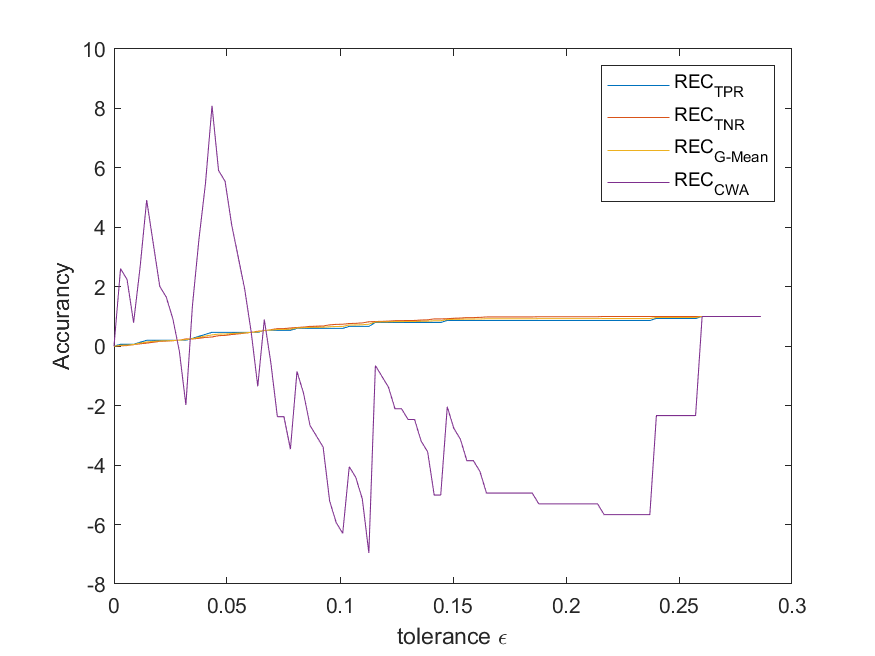 10
8
6
4
2
0
-2
-4
-6
-8
Accurancy
0 0.05 0.1 0.15 0.2 0.25 0.3
tolerance ϵ
REC_TPR
REC_TNR
REC_G-Mean
REC_CWA